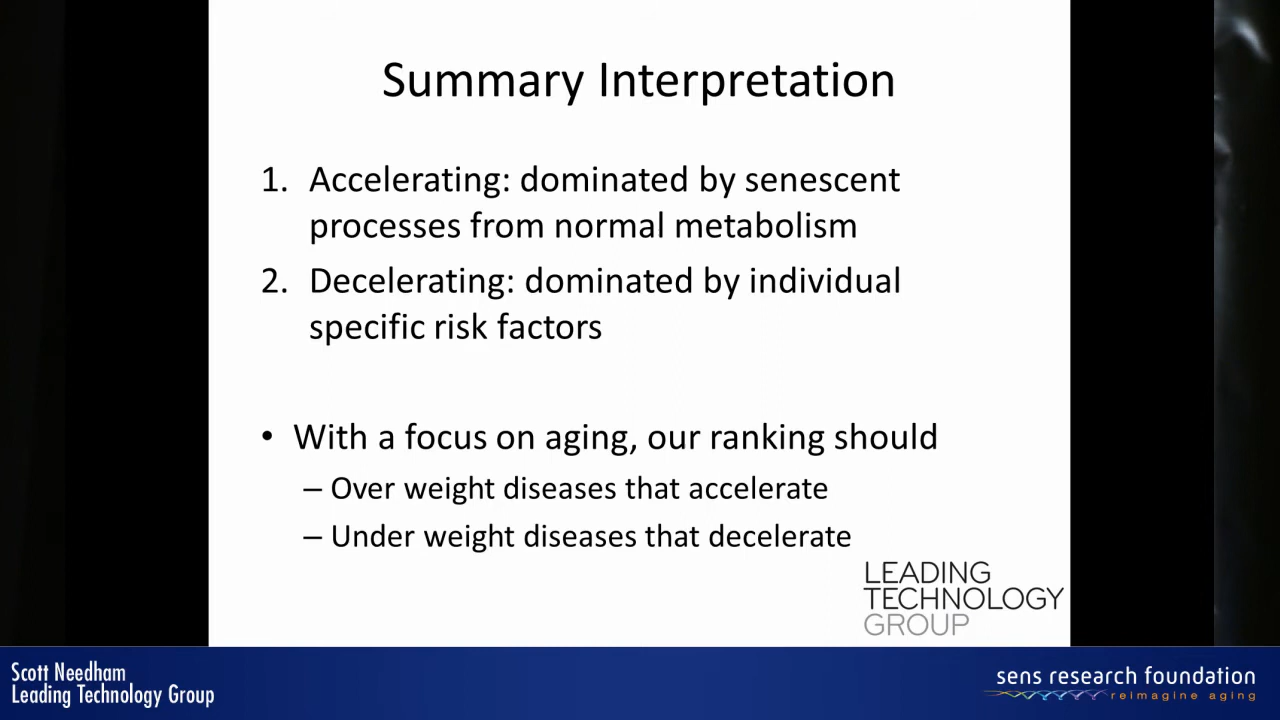 Summary Interpretation
1. Accelerating: dominated by senescent
processes from normal metabolism
2. Decelerating: dominated by individual
specific risk factors
• With a focus on aging, our ranking should
– Over weight diseases that accelerate
– Under weight diseases that decelerate
LEADING
TECHNOLOGY
GROUP
Scott Needham
Leading Technology Group
sens research foundation
reimagine aging